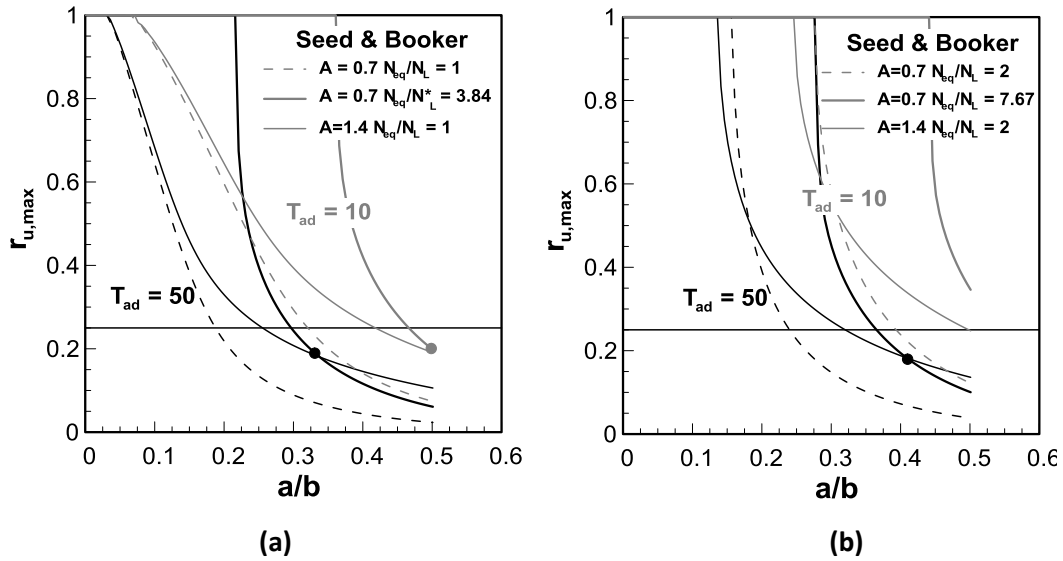 1
0.8
0.6
0.4
0.2
0
r_u,max
0 0.1 0.2 0.3 0.4 0.5 0.6
a/b
Seed & Booker
A = 0.7 N_eq/N_L = 1
A = 0.7 N_eq/N*_L = 3.84
A=1.4 N_eq/N_L = 1
T_ad = 10
T_ad = 50
(a)
1
0.8
0.6
0.4
0.2
0
r_u,max
0 0.1 0.2 0.3 0.4 0.5 0.6
a/b
Seed & Booker
A=0.7 N_eq/N_L = 2
A=0.7 N_eq/N_L = 7.67
A=1.4 N_eq/N_L = 2
T_ad = 10
T_ad = 50
(b)